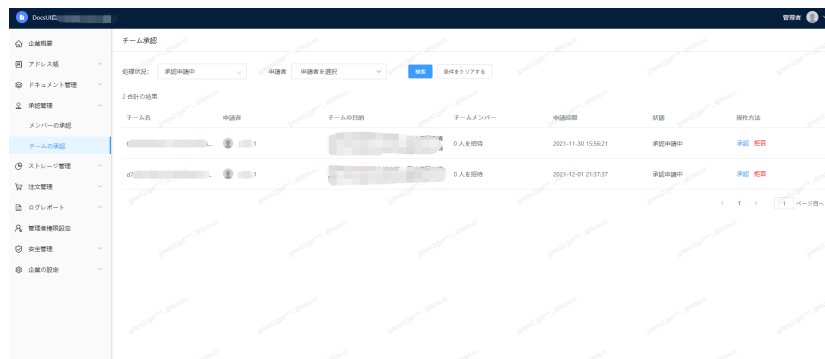 DocsUI 管理者
企業概要
アドレス帳
ドキュメント管理
承認管理
メンバーの承認
チームの承認
ストレージ管理
注文管理
ログレポート
管理者権限設定
安全管理
企業の設定
チーム承認
処理状況: 承認申請中 申請者 申請者を選択 検索 条件をクリアする
2 合計の結果
チーム名 申請者 チームの目的 チームメンバー 申請時間 状態 操作方法
1 0 人を招待 2021-11-30 15:56:21 承認申請中 承認 拒否
d7 1 0 人を招待 2021-12-01 21:37:37 承認申請中 承認 拒否
< 1 > 1 ページ目へ